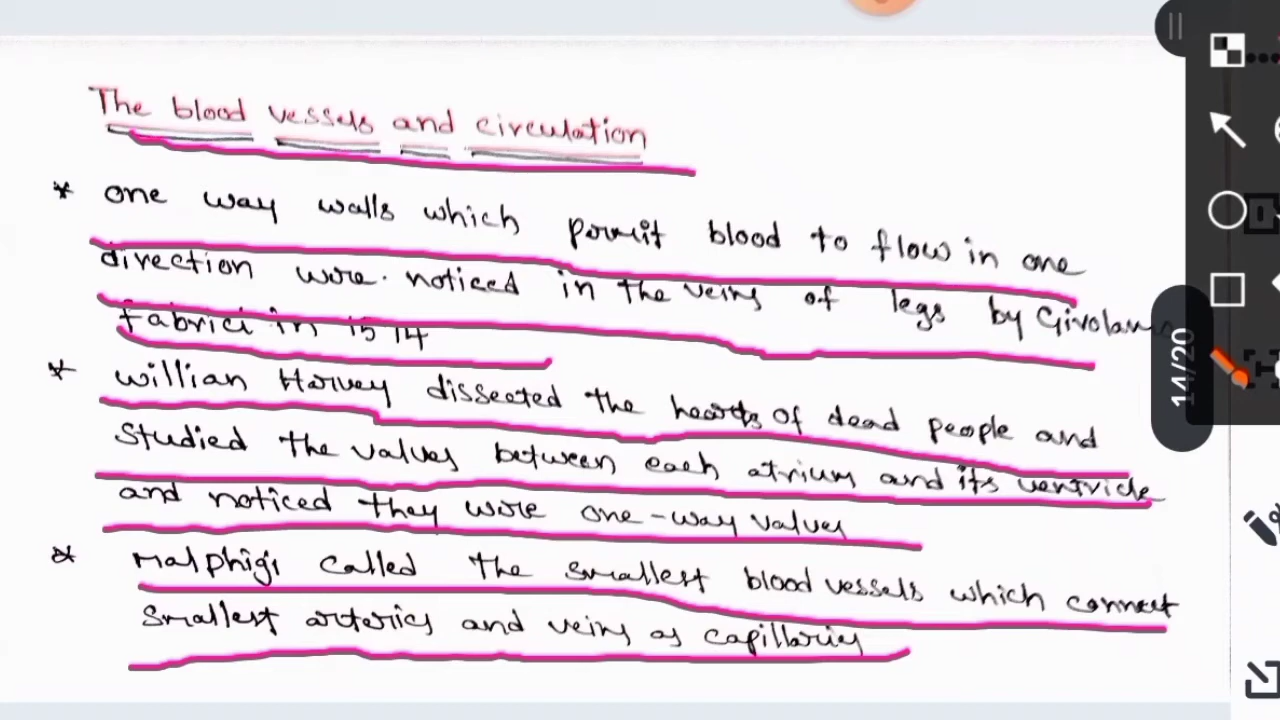 The blood vessels and circulation
* one way walls which permit blood to flow in one
direction were noticed in the veins of legs by Girolamo
Fabrici in 1574
* Willian Harvey dissected the hearts of dead people and
studied the values between each atrium and its ventricle
and noticed they were one-way values
* Malphigi called the smallest blood vessels which connect
smallest arteries and veins as capillaries
14/20